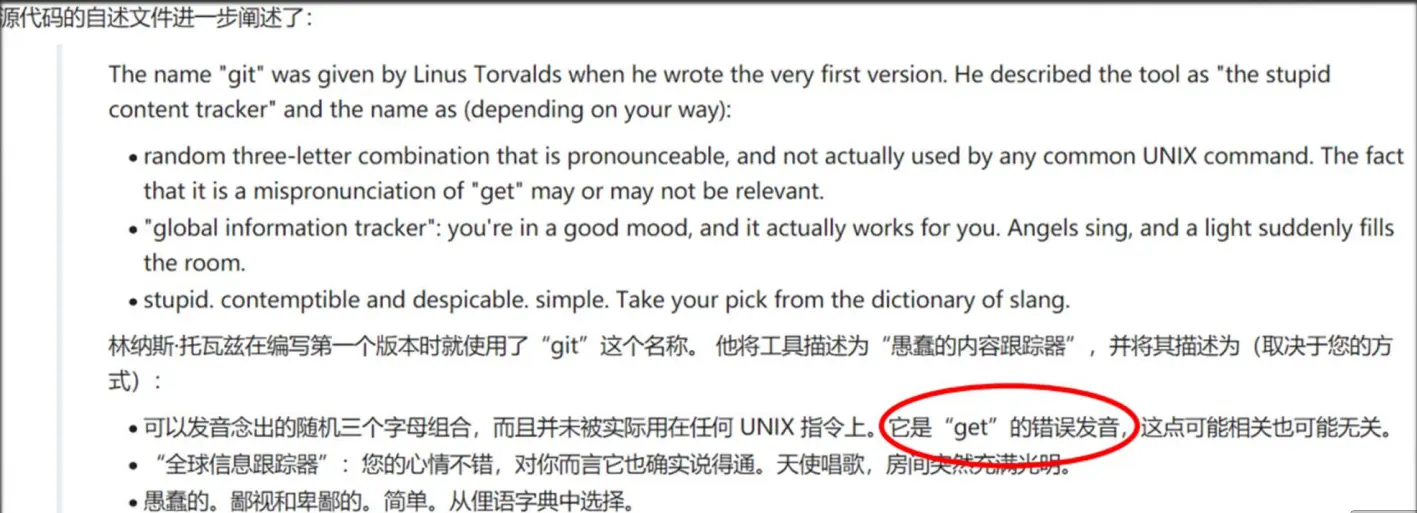 源代码的自述文件进一步阐述了：
The name "git" was given by Linus Torvalds when he wrote the very first version. He described the tool as "the stupid
content tracker" and the name as (depending on your way):
• random three-letter combination that is pronounceable, and not actually used by any common UNIX command. The fact
that it is a mispronunciation of "get" may or may not be relevant.
• "global information tracker": you're in a good mood, and it actually works for you. Angels sing, and a light suddenly fills
the room.
• stupid. contemptible and despicable. simple. Take your pick from the dictionary of slang.
林纳斯·托瓦兹在编写第一个版本时就使用了“git”这个名称。 他将工具描述为“愚蠢的内容跟踪器”，并将其描述为（取决于您的方
式）：
• 可以发音念出的随机三个字母组合，而且并未被实际用在任何 UNIX 指令上。它是“get”的错误发音，这点可能相关也可能无关。
• “全球信息跟踪器”：您的心情不错，对你而言它也确实说得通。天使唱歌，房间突然充满光明。
• 愚蠢的。鄙视和卑鄙的。简单。从俚语字典中选择。